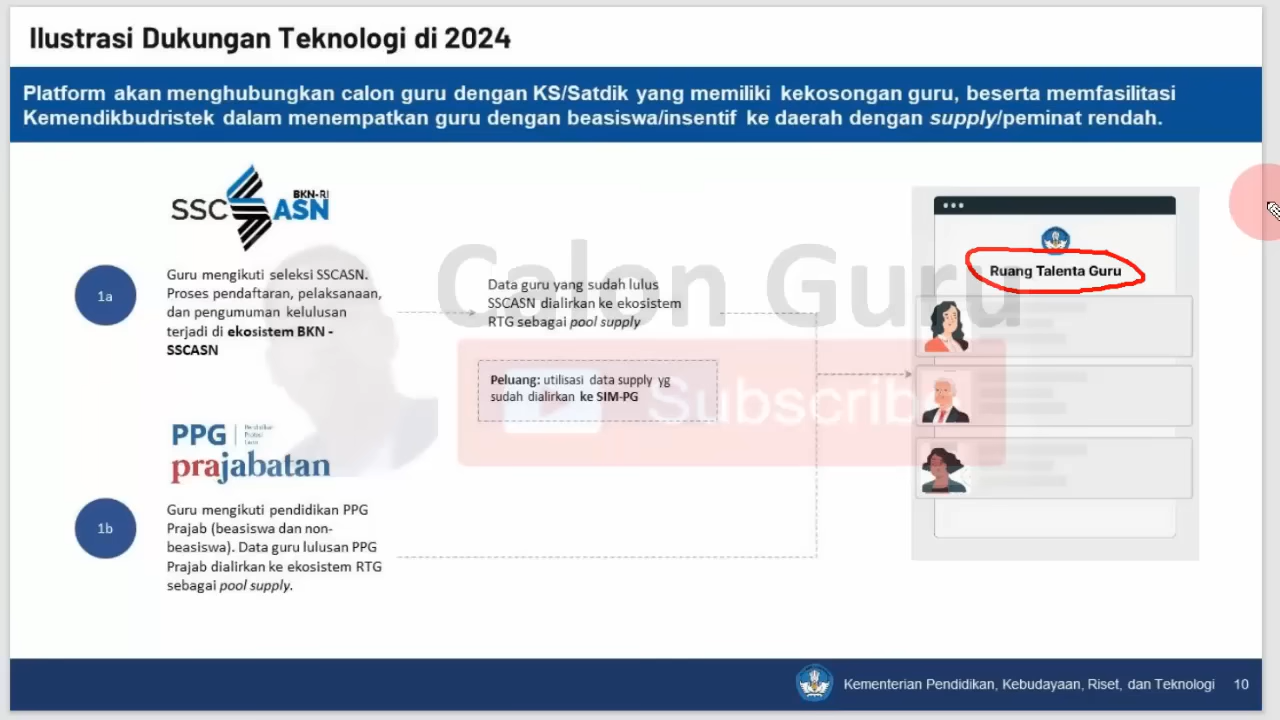 Ilustrasi Dukungan Teknologi di 2024
Platform akan menghubungkan calon guru dengan KS/Satdik yang memiliki kekosongan guru, beserta memfasilitasi
Kemendikbudristek dalam menempatkan guru dengan beasiswa/insentif ke daerah dengan supply/peminat rendah.
SSC
BKN-RI
ASN
1a
Guru mengikuti seleksi SSCASN.
Proses pendaftaran, pelaksanaan,
dan pengumuman kelulusan
terjadi di ekosistem BKN -
SSCASN
Data guru yang sudah lulus
SSCASN dialirkan ke ekosistem
RTG sebagai pool supply
Peluang: utilisasi data supply yg
sudah dialirkan ke SIM-PG
Calon Guru
Subscribe
Ruang Talenta Guru
PPG
Pendidikan
Profesi
Guru
prajabatan
1b
Guru mengikuti pendidikan PPG
Prajab (beasiswa dan non-
beasiswa). Data guru lulusan PPG
Prajab dialirkan ke ekosistem RTG
sebagai pool supply.
Kementerian Pendidikan, Kebudayaan, Riset, dan Teknologi
10